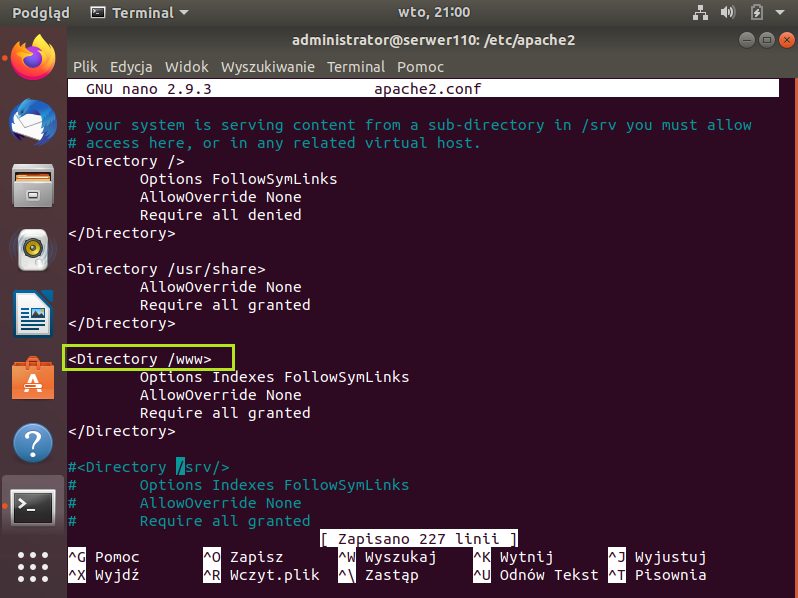 Podgląd Terminal wto, 21:00
administrator@serwer110: /etc/apache2
Plik Edycja Widok Wyszukiwanie Terminal Pomoc
GNU nano 2.9.3 apache2.conf
# your system is serving content from a sub-directory in /srv you must allow
# access here, or in any related virtual host.
<Directory />
Options FollowSymLinks
AllowOverride None
Require all denied
</Directory>
<Directory /usr/share>
AllowOverride None
Require all granted
</Directory>
<Directory /www>
Options Indexes FollowSymLinks
AllowOverride None
Require all granted
</Directory>
#<Directory /srv/>
# Options Indexes FollowSymLinks
# AllowOverride None
# Require all granted
[ Zapisano 227 linii ]
^G Pomoc ^O Zapisz ^W Wyszukaj ^K Wytnij ^J Wyjustuj
^X Wyjdź ^R Wczyt.plik ^\ Zastąp ^U Odnów Tekst ^T Pisownia